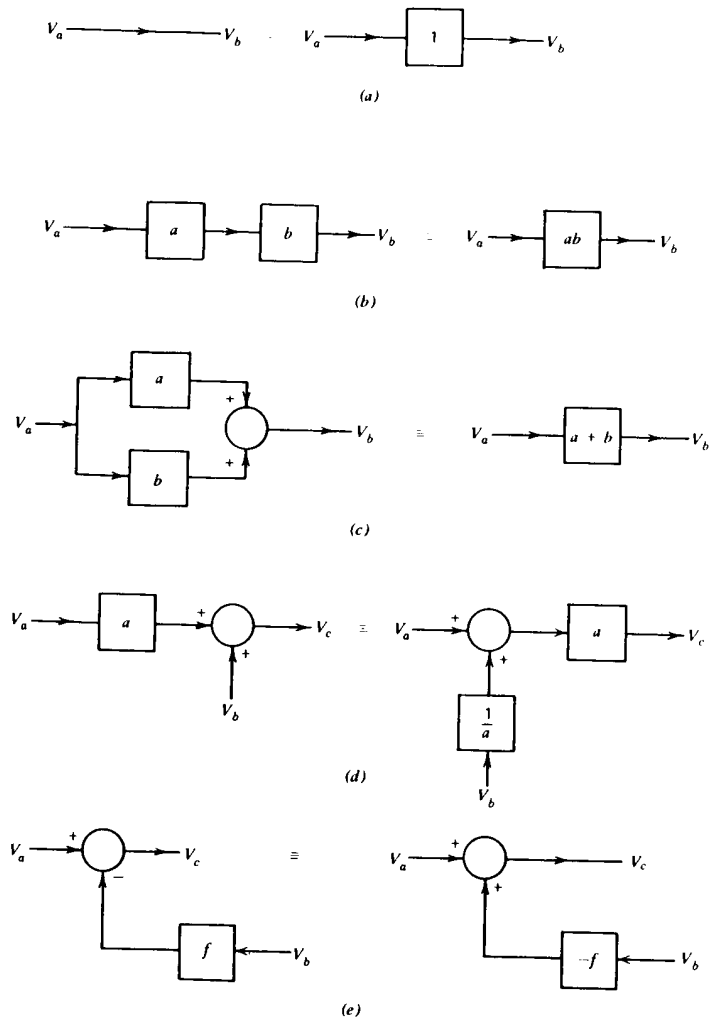 V_a V_b V_a 1 V_b
(a)
V_a a b V_b V_a ab V_b
(b)
a
+
V_a V_b ≡ V_a a + b V_b
+
b
(c)
V_a a + V_c ≡ V_a + a V_c
+ +
V_b 1/a
(d)
V_b
V_a + V_c ≡ V_a + V_c
− +
f V_b −f V_b
(e)